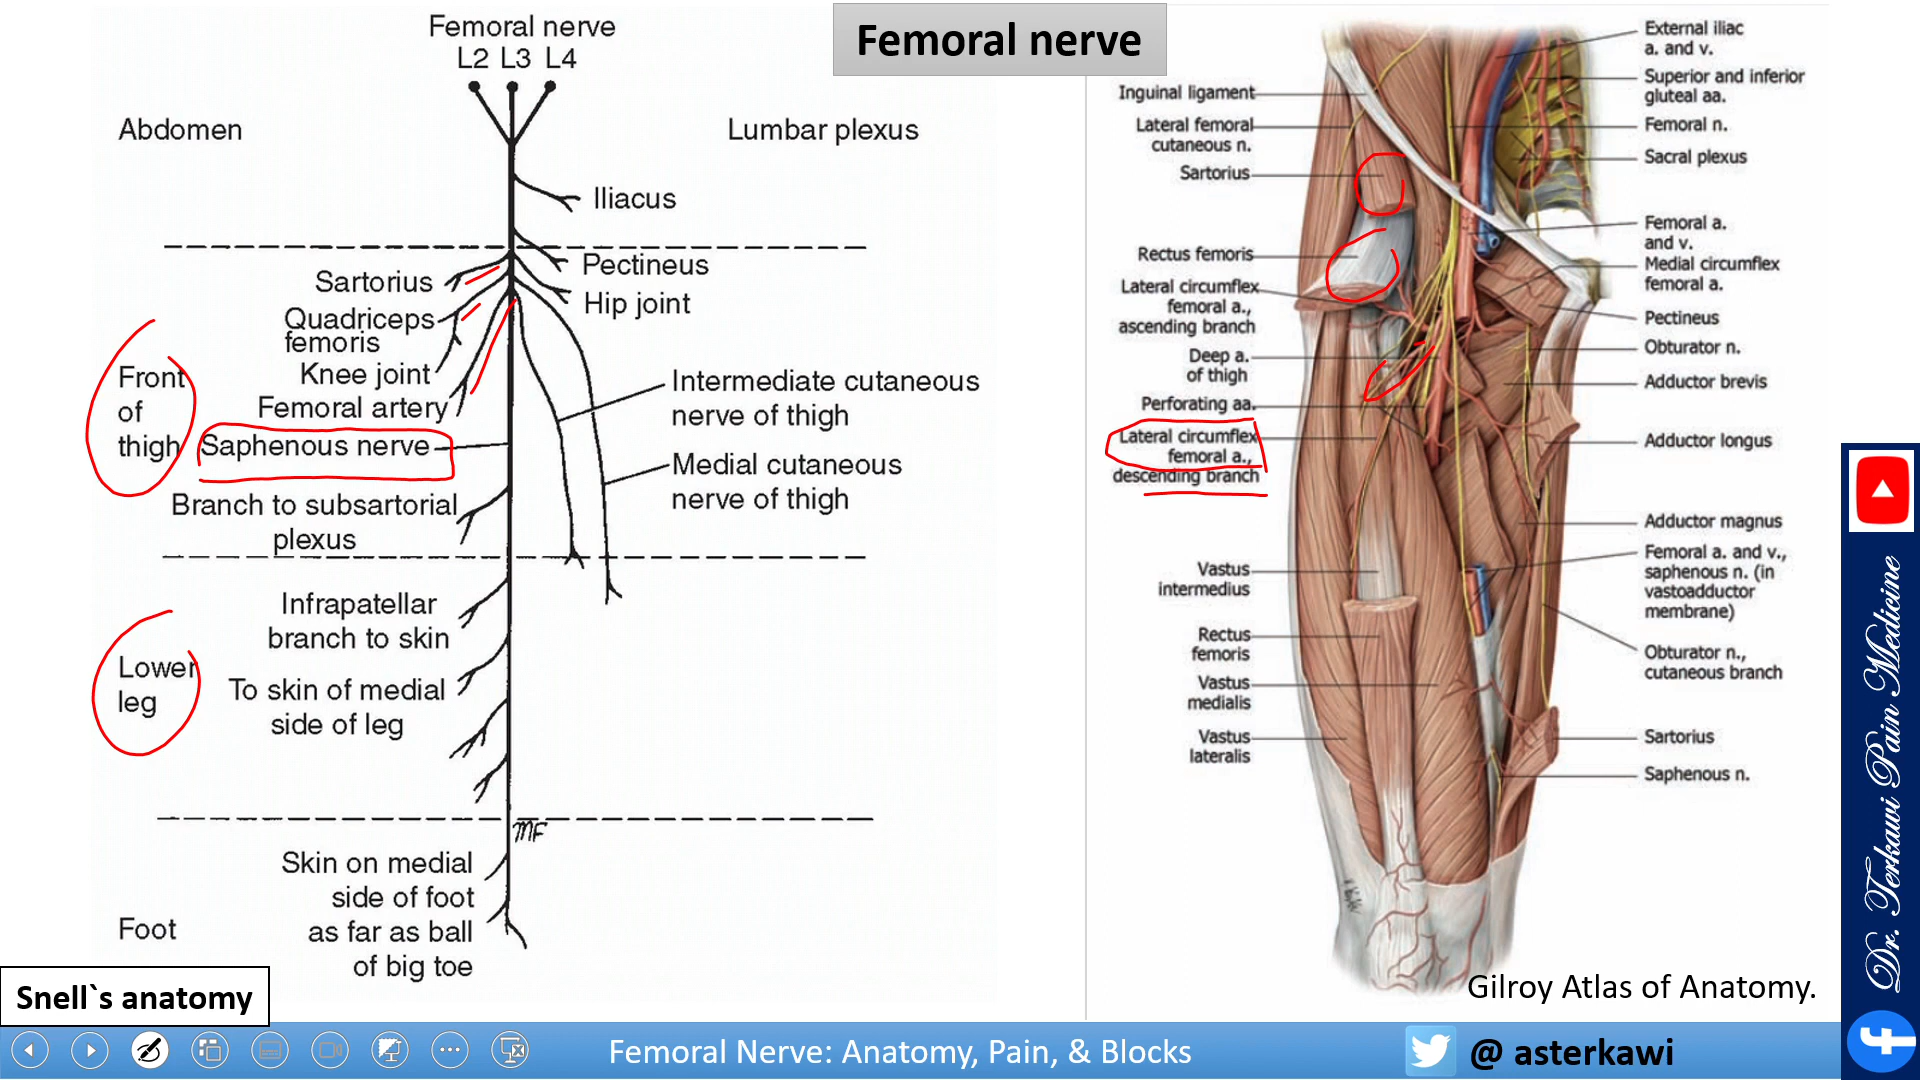 Femoral nerve
Femoral nerve
L2 L3 L4
Abdomen
Lumbar plexus
Iliacus
Pectineus
Hip joint
Sartorius
Quadriceps
femoris
Knee joint
Femoral artery
Front
of
thigh
Saphenous nerve
Intermediate cutaneous
nerve of thigh
Medial cutaneous
nerve of thigh
Branch to subsartorial
plexus
Infrapatellar
branch to skin
Lower
leg
To skin of medial
side of leg
MF
Skin on medial
side of foot
as far as ball
of big toe
Foot
Snell`s anatomy
Inguinal ligament
Lateral femoral
cutaneous n.
Sartorius
Rectus femoris
Lateral circumflex
femoral a.,
ascending branch
Deep a.
of thigh
Perforating aa.
Lateral circumflex
femoral a.,
descending branch
Vastus
intermedius
Rectus
femoris
Vastus
medialis
Vastus
lateralis
External iliac
a. and v.
Superior and inferior
gluteal aa.
Femoral n.
Sacral plexus
Femoral a.
and v.
Medial circumflex
femoral a.
Pectineus
Obturator n.
Adductor brevis
Adductor longus
Adductor magnus
Femoral a. and v.,
saphenous n. (in
vastoadductor
membrane)
Obturator n.,
cutaneous branch
Sartorius
Saphenous n.
Gilroy Atlas of Anatomy.
Dr. Terkawi Pain Medicine
Femoral Nerve: Anatomy, Pain, & Blocks
@ asterkawi